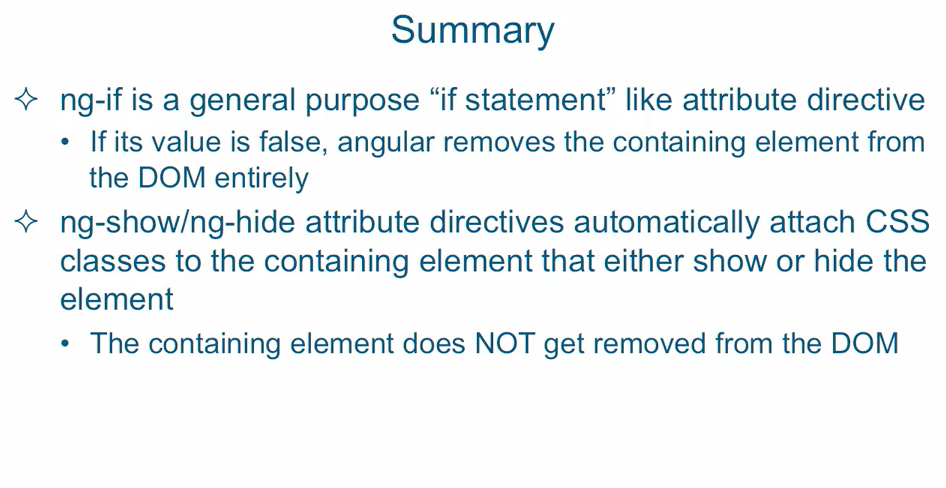 Summary
✧ ng-if is a general purpose “if statement” like attribute directive
• If its value is false, angular removes the containing element from
the DOM entirely
✧ ng-show/ng-hide attribute directives automatically attach CSS
classes to the containing element that either show or hide the
element
• The containing element does NOT get removed from the DOM